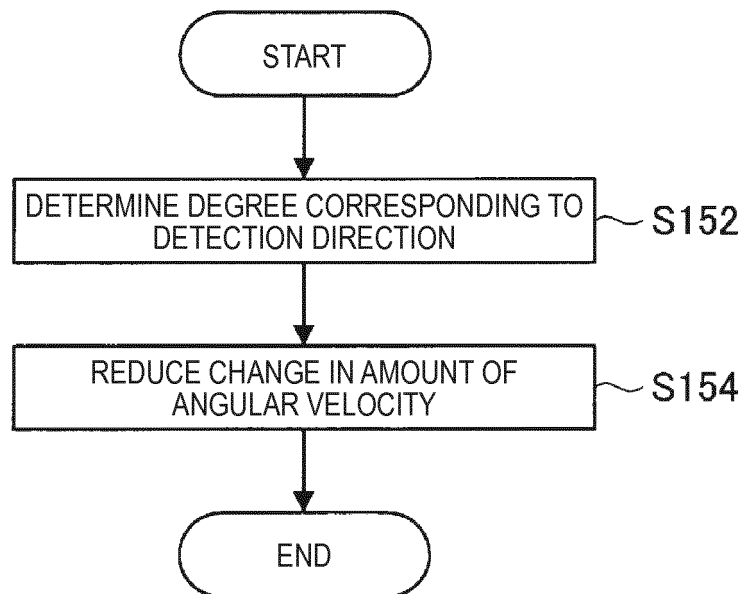 START
DETERMINE DEGREE CORRESPONDING TO
DETECTION DIRECTION
S152
REDUCE CHANGE IN AMOUNT OF
ANGULAR VELOCITY
S154
END